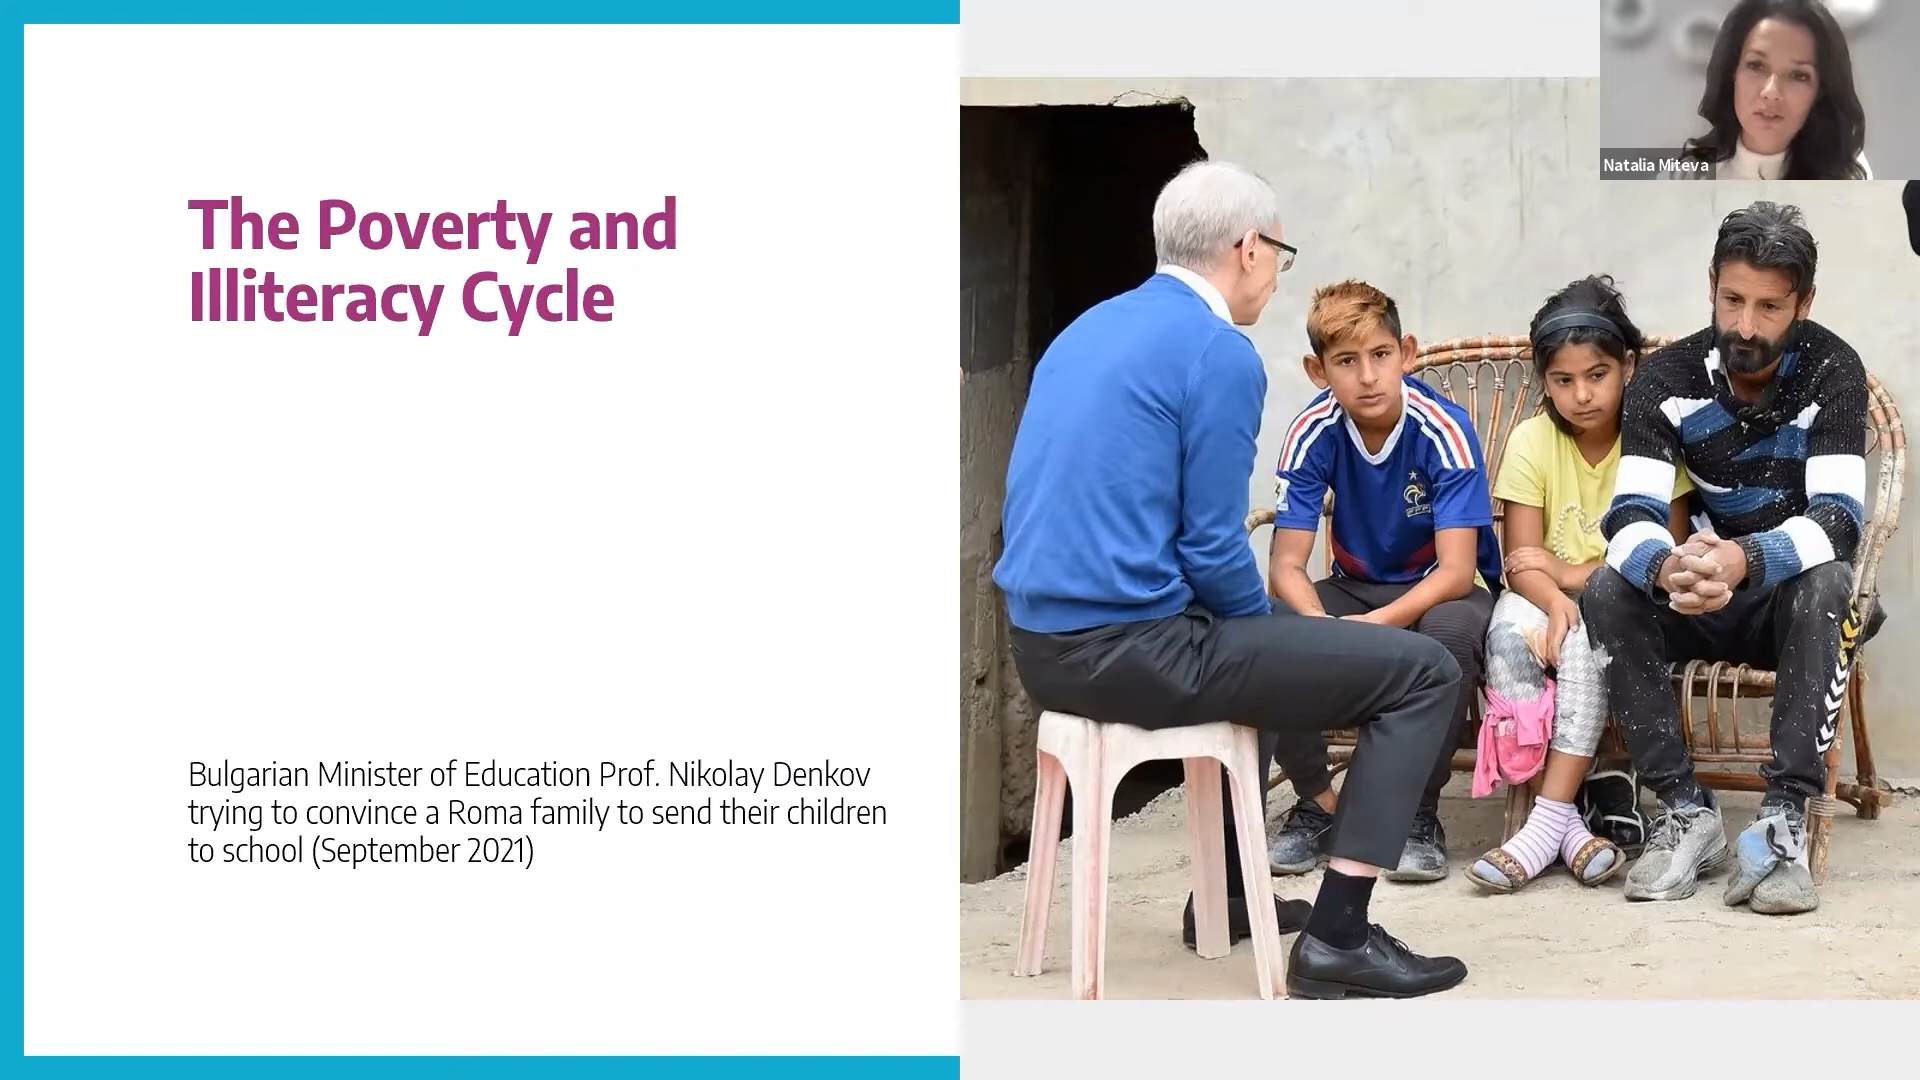 The Poverty and
Illiteracy Cycle
Bulgarian Minister of Education Prof. Nikolay Denkov
trying to convince a Roma family to send their children
to school (September 2021)
Natalia Miteva